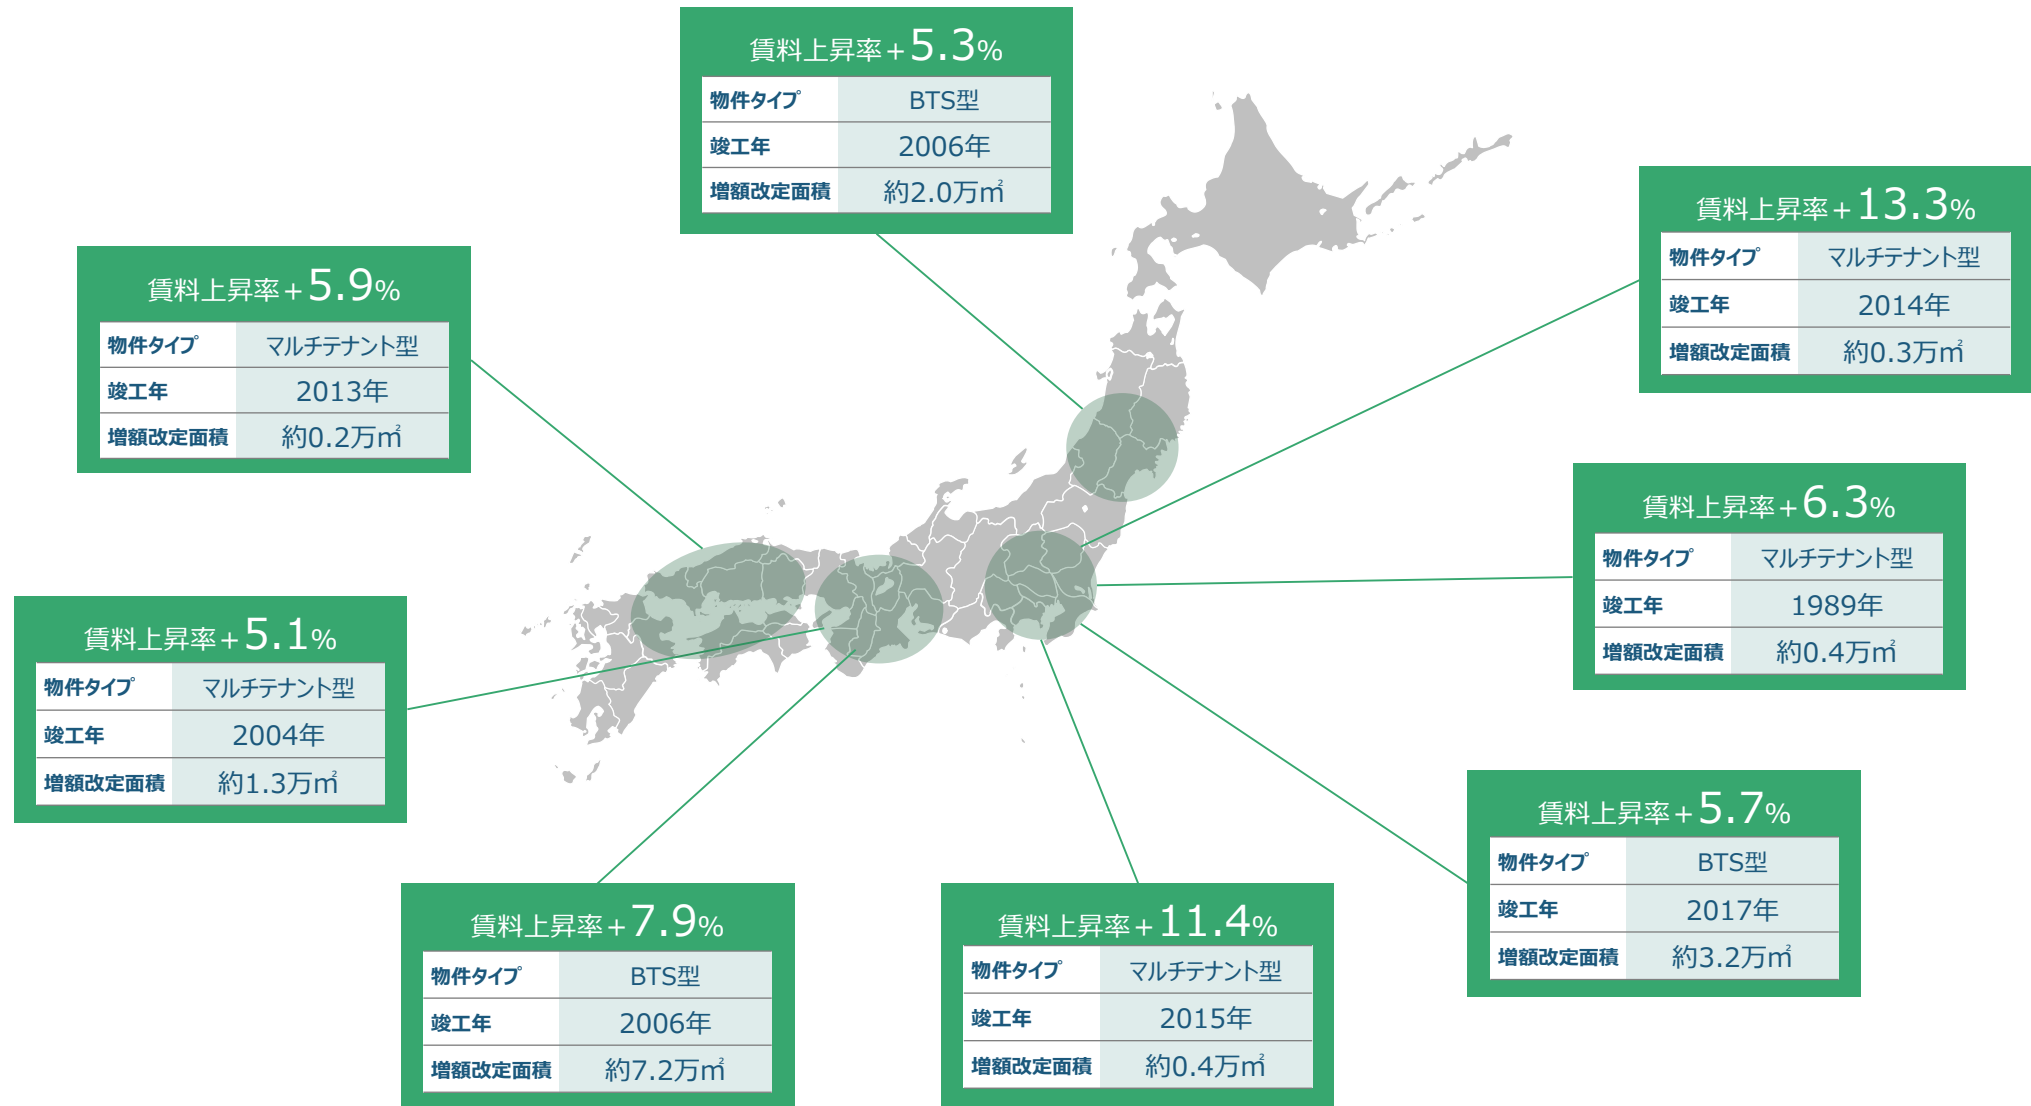 賃料上昇率+5.3%
物件タイプ BTS型
竣工年 2006年
増額改定面積 約2.0万㎡
賃料上昇率+13.3%
物件タイプ マルチテナント型
竣工年 2014年
増額改定面積 約0.3万㎡
賃料上昇率+5.9%
物件タイプ マルチテナント型
竣工年 2013年
増額改定面積 約0.2万㎡
賃料上昇率+6.3%
物件タイプ マルチテナント型
竣工年 1989年
増額改定面積 約0.4万㎡
賃料上昇率+5.1%
物件タイプ マルチテナント型
竣工年 2004年
増額改定面積 約1.3万㎡
賃料上昇率+5.7%
物件タイプ BTS型
竣工年 2017年
増額改定面積 約3.2万㎡
賃料上昇率+7.9%
物件タイプ BTS型
竣工年 2006年
増額改定面積 約7.2万㎡
賃料上昇率+11.4%
物件タイプ マルチテナント型
竣工年 2015年
増額改定面積 約0.4万㎡